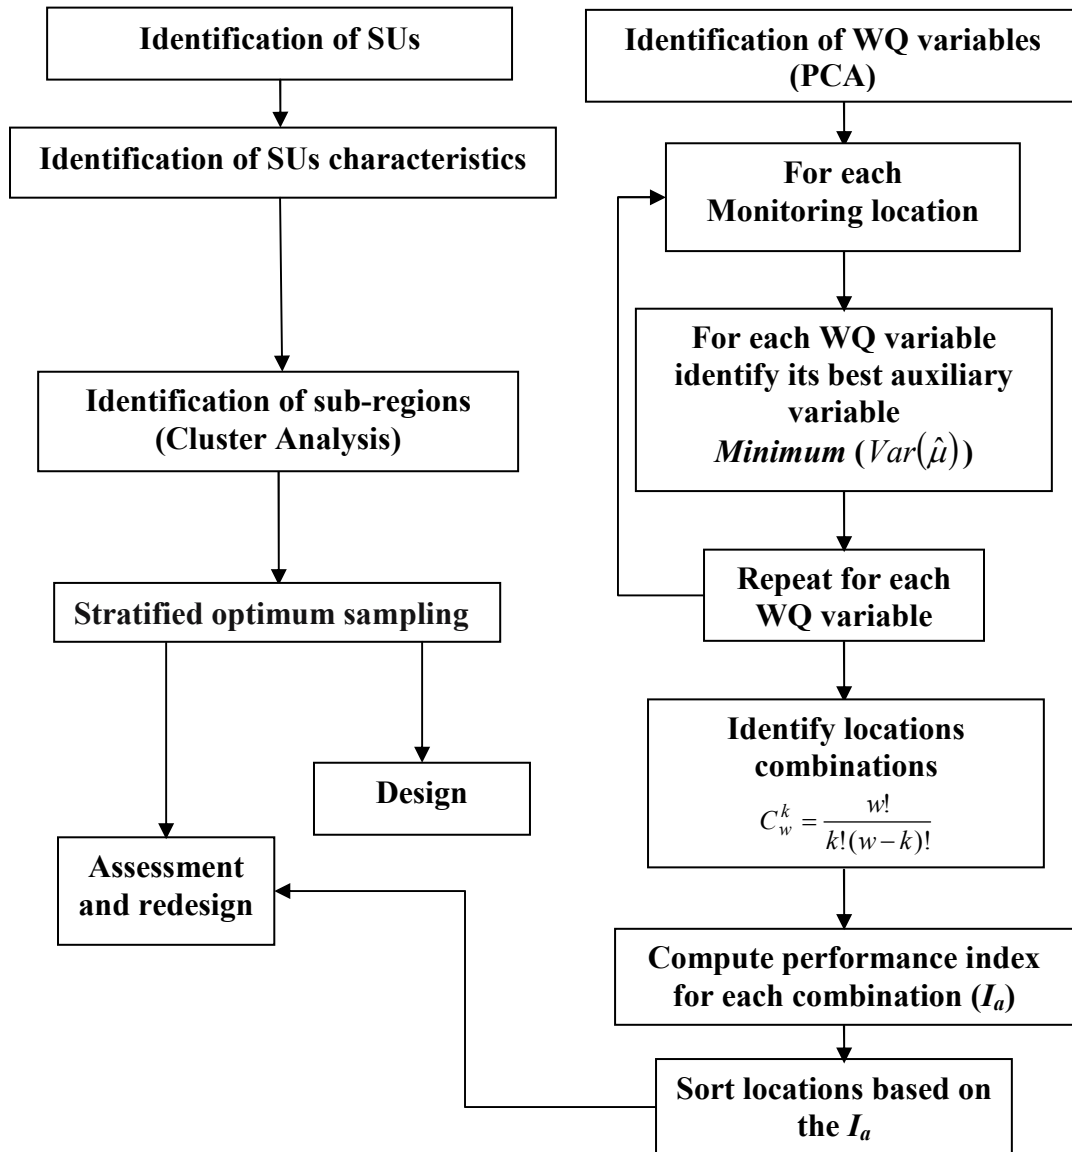 Identification of SUs
Identification of SUs characteristics
Identification of sub-regions
(Cluster Analysis)
Stratified optimum sampling
Design
Assessment
and redesign
Identification of WQ variables
(PCA)
For each
Monitoring location
For each WQ variable
identify its best auxiliary
variable
Minimum (Var(μ̂))
Repeat for each
WQ variable
Identify locations
combinations
C_w^k = w! / k!(w−k)!
Compute performance index
for each combination (I_a)
Sort locations based on
the I_a